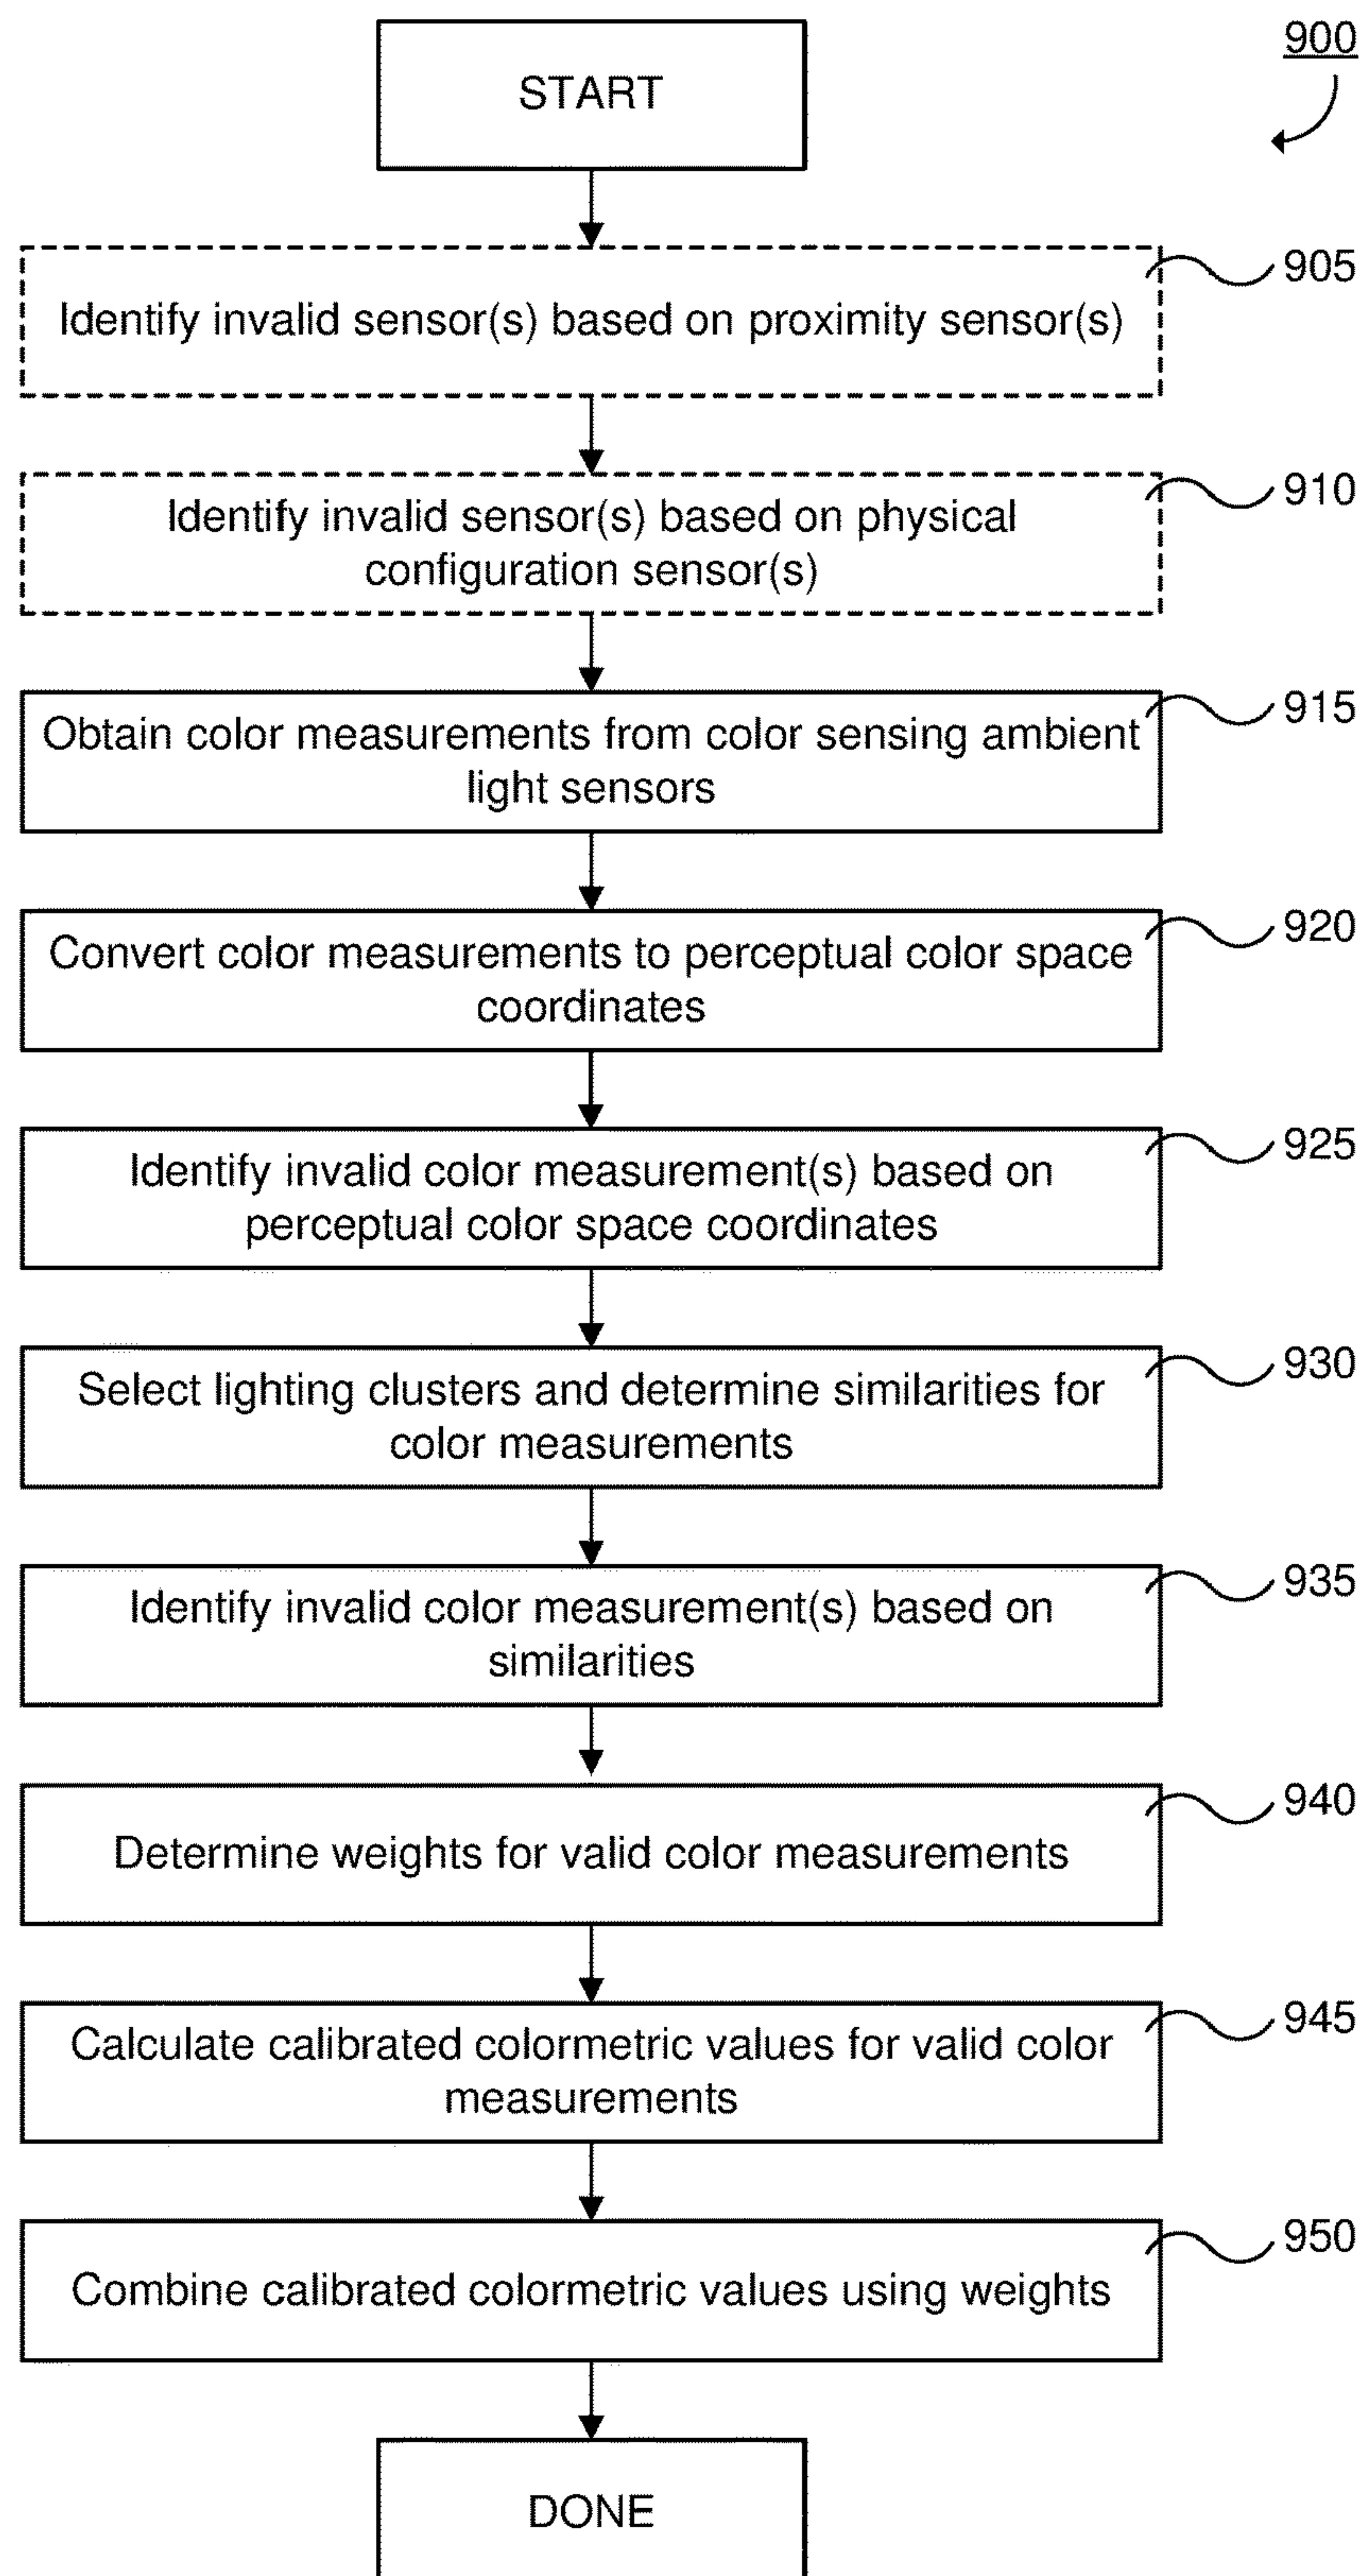 900
START
905
Identify invalid sensor(s) based on proximity sensor(s)
910
Identify invalid sensor(s) based on physical
configuration sensor(s)
915
Obtain color measurements from color sensing ambient
light sensors
920
Convert color measurements to perceptual color space
coordinates
925
Identify invalid color measurement(s) based on
perceptual color space coordinates
930
Select lighting clusters and determine similarities for
color measurements
935
Identify invalid color measurement(s) based on
similarities
940
Determine weights for valid color measurements
945
Calculate calibrated colormetric values for valid color
measurements
950
Combine calibrated colormetric values using weights
DONE